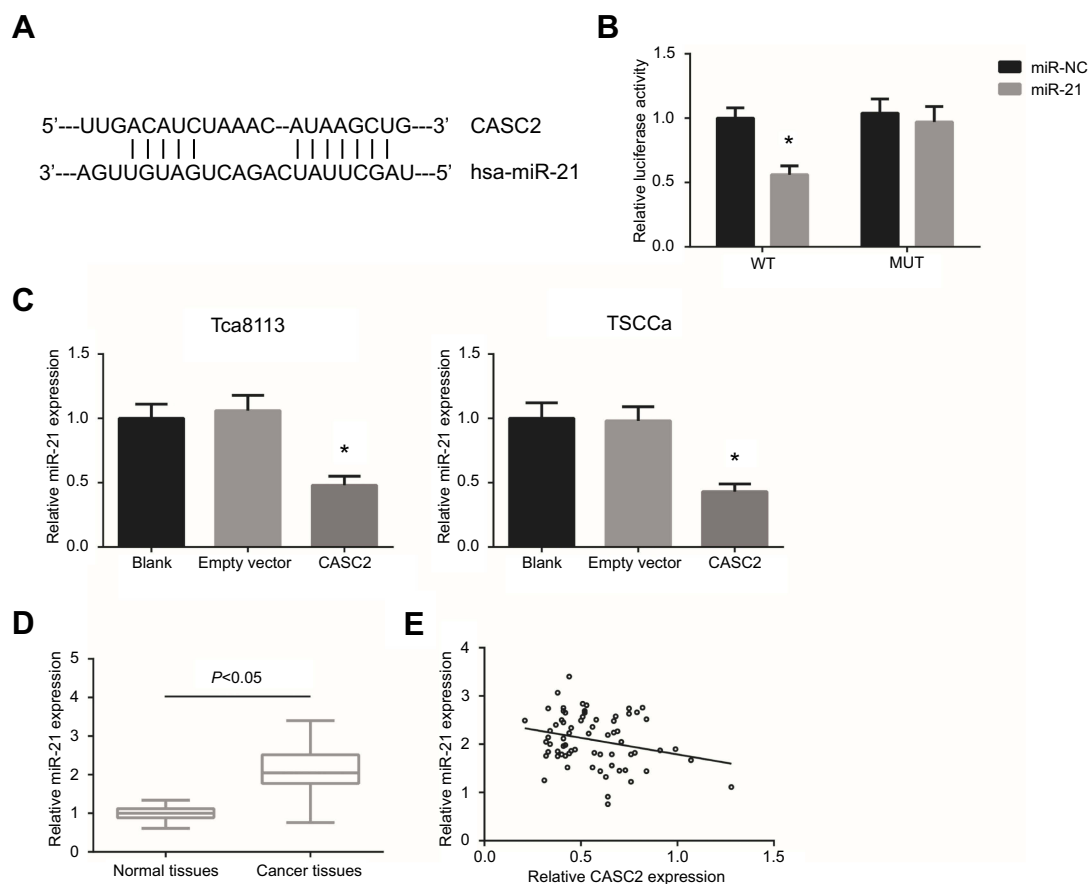 A
5’---UUGACAUCUAAAC--AUAAGCUG---3’ CASC2
3’---AGUUGUAGUCAGACUAUUCGAU---5’ hsa-miR-21
B
Relative luciferase activity
1.5
1.0
0.5
0.0
*
WT
MUT
miR-NC
miR-21
C
Tca8113
Relative miR-21 expression
1.5
1.0
0.5
0.0
*
Blank
Empty vector
CASC2
TSCCa
Relative miR-21 expression
1.5
1.0
0.5
0.0
*
Blank
Empty vector
CASC2
D
Relative miR-21 expression
5
4
3
2
1
0
P<0.05
Normal tissues
Cancer tissues
E
Relative miR-21 expression
4
3
2
1
0
0.0
0.5
1.0
1.5
Relative CASC2 expression